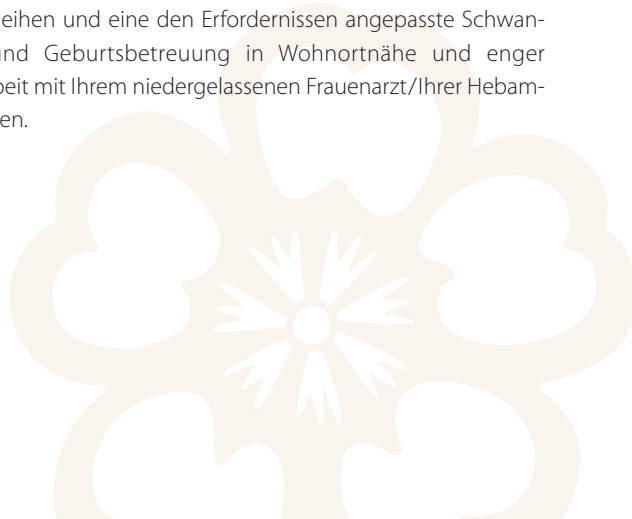 eihen und eine den Erfordernissen angepasste Schwan-
und Geburtsbetreuung in Wohnortnähe und enger
beit mit Ihrem niedergelassenen Frauenarzt/Ihrer Hebam-
en.